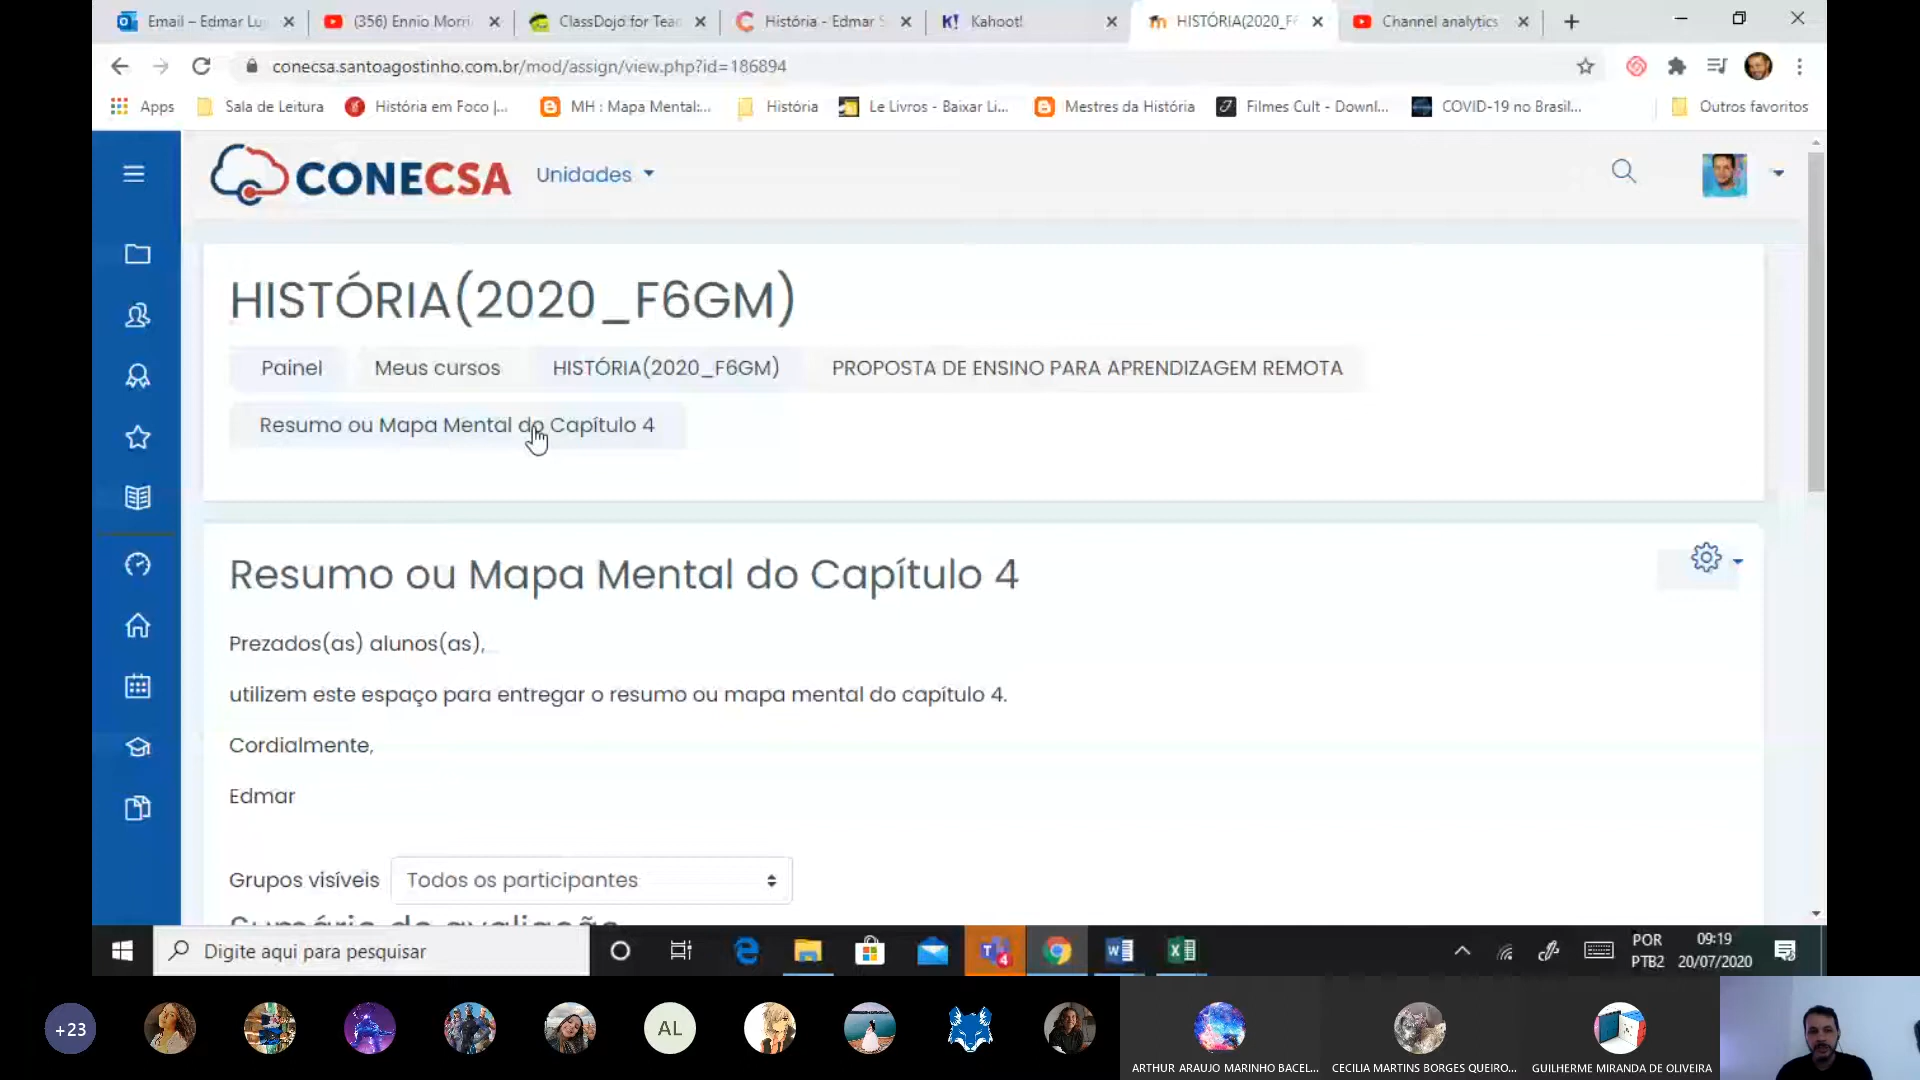 Email – Edmar Lu
(356) Ennio Morri
ClassDojo for Tea
História - Edmar S
K! Kahoot!
HISTÓRIA(2020_F
Channel analytics
conecsa.santoagostinho.com.br/mod/assign/view.php?id=186894
Apps
Sala de Leitura
História em Foco |...
MH : Mapa Mental:...
História
Le Livros - Baixar Li...
Mestres da História
Filmes Cult - Downl...
COVID-19 no Brasil...
Outros favoritos
CONECSA
Unidades
HISTÓRIA(2020_F6GM)
Painel
Meus cursos
HISTÓRIA(2020_F6GM)
PROPOSTA DE ENSINO PARA APRENDIZAGEM REMOTA
Resumo ou Mapa Mental do Capítulo 4
Resumo ou Mapa Mental do Capítulo 4
Prezados(as) alunos(as),
utilizem este espaço para entregar o resumo ou mapa mental do capítulo 4.
Cordialmente,
Edmar
Grupos visíveis
Todos os participantes
Sumário de avaliação
Digite aqui para pesquisar
4
POR
PTB2
09:19
20/07/2020
+23
AL
ARTHUR ARAUJO MARINHO BACEL...
CECILIA MARTINS BORGES QUEIRO...
GUILHERME MIRANDA DE OLIVEIRA